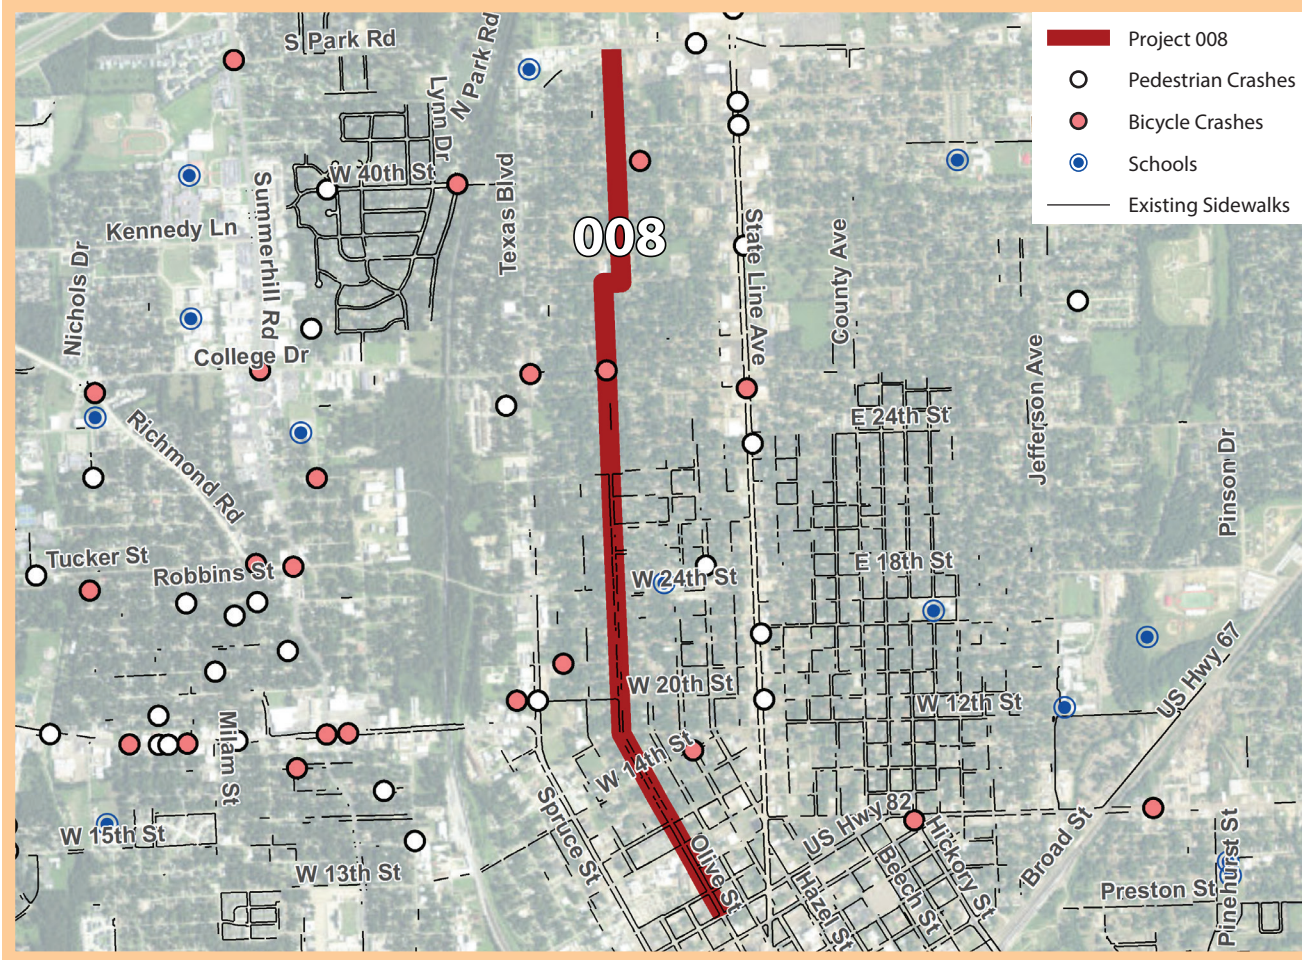 Project 008
Pedestrian Crashes
Bicycle Crashes
Schools
Existing Sidewalks
S Park Rd
N Park Rd
Lynn Dr
W 40th St
Texas Blvd
Summerhill Rd
Kennedy Ln
Nichols Dr
College Dr
008
State Line Ave
County Ave
Jefferson Ave
E 24th St
Pinson Dr
Richmond Rd
Tucker St
Robbins St
W 24th St
E 18th St
US Hwy 67
W 20th St
W 12th St
Milam St
W 14th St
Spruce St
Olive St
US Hwy 82
Hickory St
Beech St
Hazel St
Broad St
W 15th St
W 13th St
Preston St
Pinehurst St